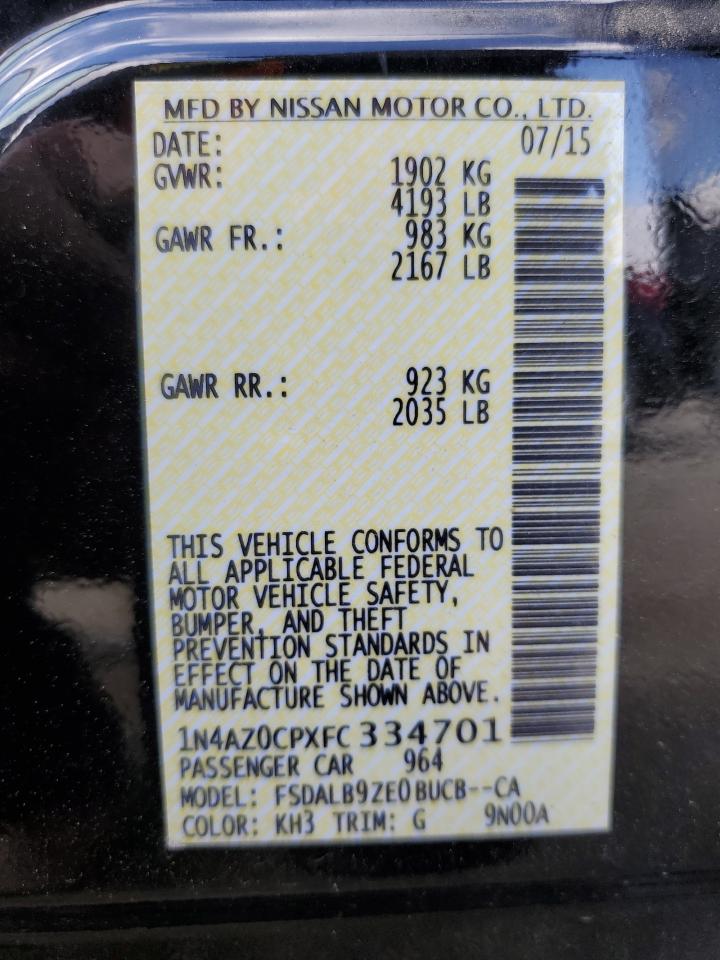 MFD BY NISSAN MOTOR CO., LTD.
DATE: 07/15
GVWR: 1902 KG
4193 LB
GAWR FR.: 983 KG
2167 LB
GAWR RR.: 923 KG
2035 LB
THIS VEHICLE CONFORMS TO
ALL APPLICABLE FEDERAL
MOTOR VEHICLE SAFETY,
BUMPER, AND THEFT
PREVENTION STANDARDS IN
EFFECT ON THE DATE OF
MANUFACTURE SHOWN ABOVE.
1N4AZ0CPXFC 334701
PASSENGER CAR 964
MODEL: FSDALB9ZE0BUCB--CA
COLOR: KH3 TRIM: G 9N00A